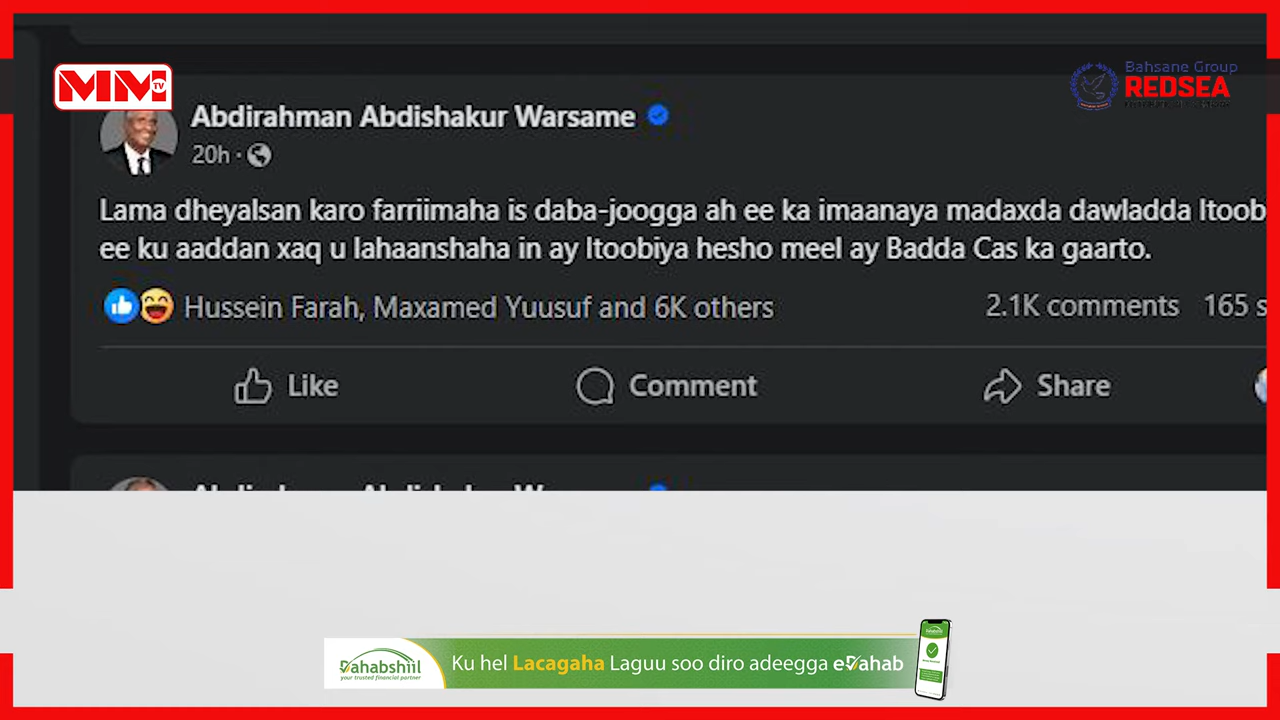 MM TV
Bahsane Group
REDSEA
Abdirahman Abdishakur Warsame
20h ·
Lama dheyalsan karo farriimaha is daba-joogga ah ee ka imaanaya madaxda dawladda Itoob
ee ku aaddan xaq u lahaanshaha in ay Itoobiya hesho meel ay Badda Cas ka gaarto.
Hussein Farah, Maxamed Yuusuf and 6K others
2.1K comments 165 s
Like Comment Share
Dahabshiil
your trusted financial partner
Ku hel Lacagaha Laguu soo diro adeegga eDahab